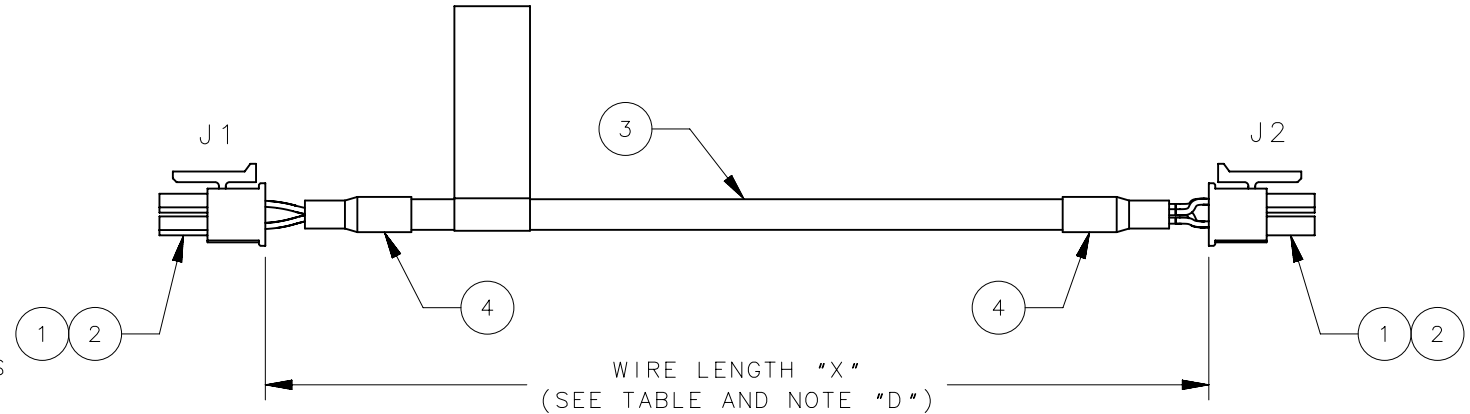 J1
J2
3
4
4
1 2
1 2
S
WIRE LENGTH "X"
(SEE TABLE AND NOTE "D")